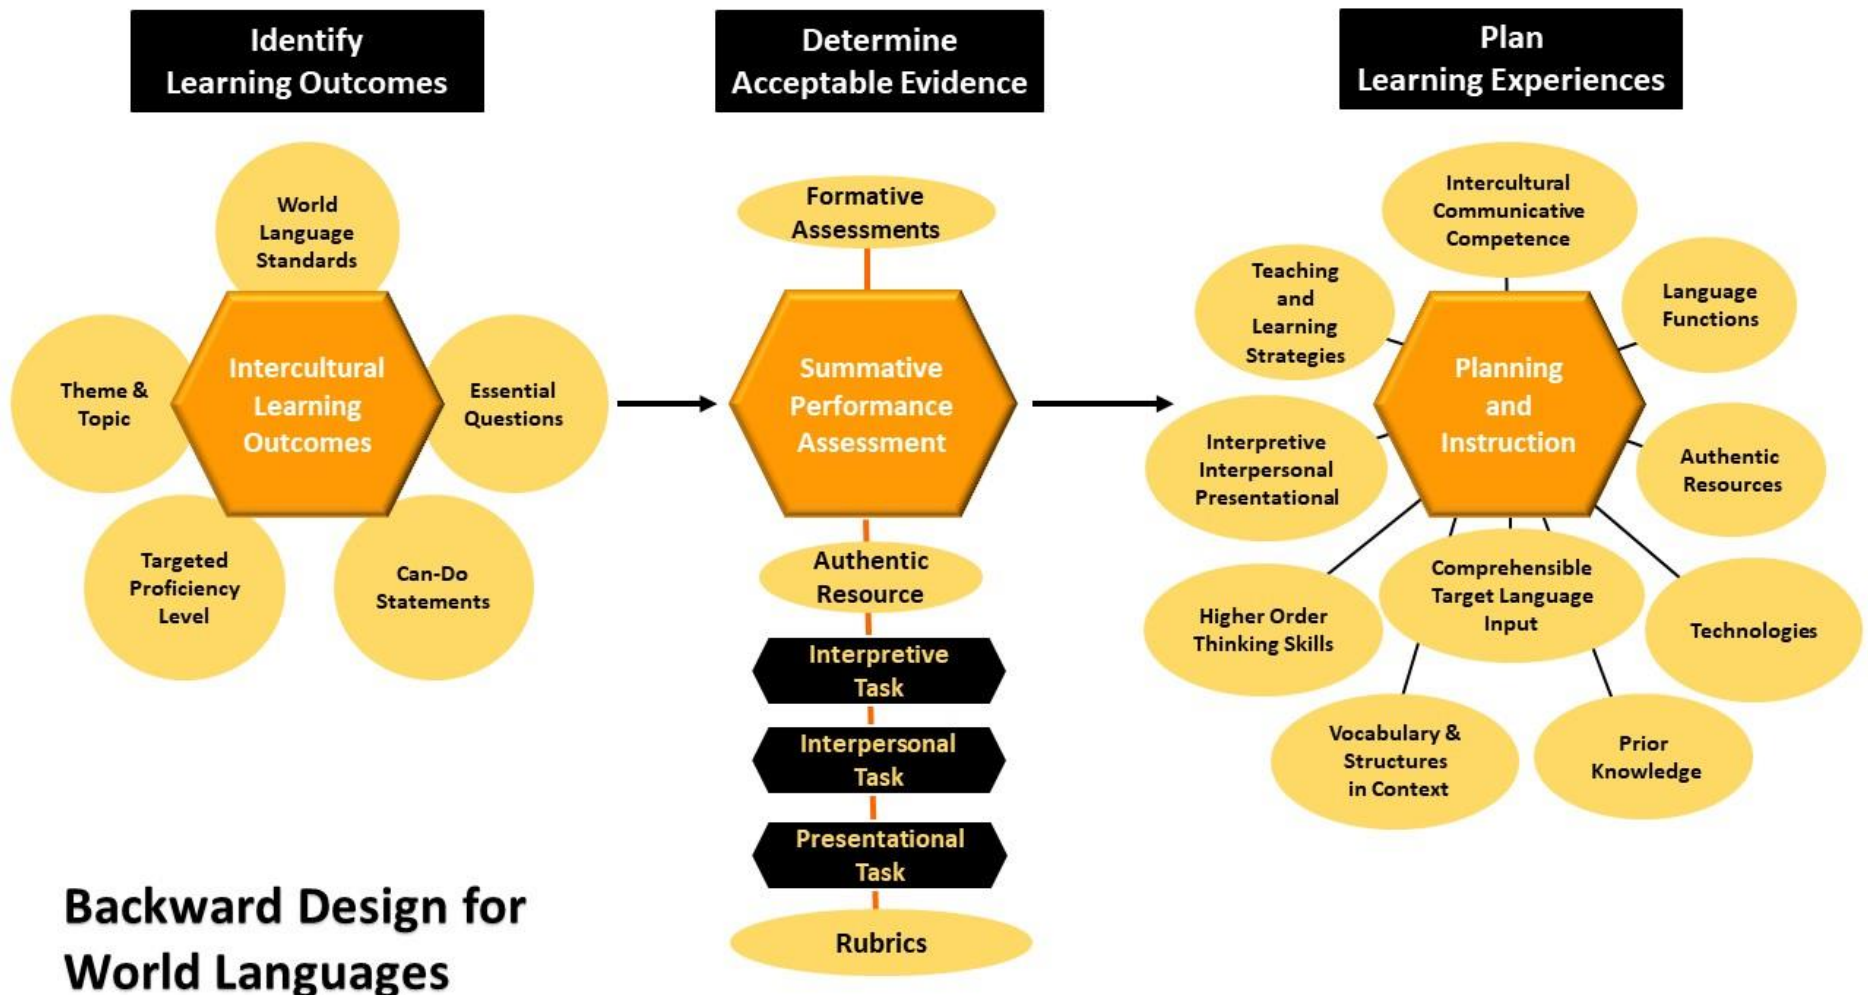 Identify
Learning Outcomes
World
Language
Standards
Theme &
Topic
Intercultural
Learning
Outcomes
Essential
Questions
Targeted
Proficiency
Level
Can-Do
Statements
Determine
Acceptable Evidence
Formative
Assessments
Summative
Performance
Assessment
Authentic
Resource
Interpretive
Task
Interpersonal
Task
Presentational
Task
Rubrics
Plan
Learning Experiences
Intercultural
Communicative
Competence
Teaching
and
Learning
Strategies
Language
Functions
Planning
and
Instruction
Interpretive
Interpersonal
Presentational
Authentic
Resources
Higher Order
Thinking Skills
Comprehensible
Target Language
Input
Technologies
Vocabulary &
Structures
in Context
Prior
Knowledge
Backward Design for
World Languages